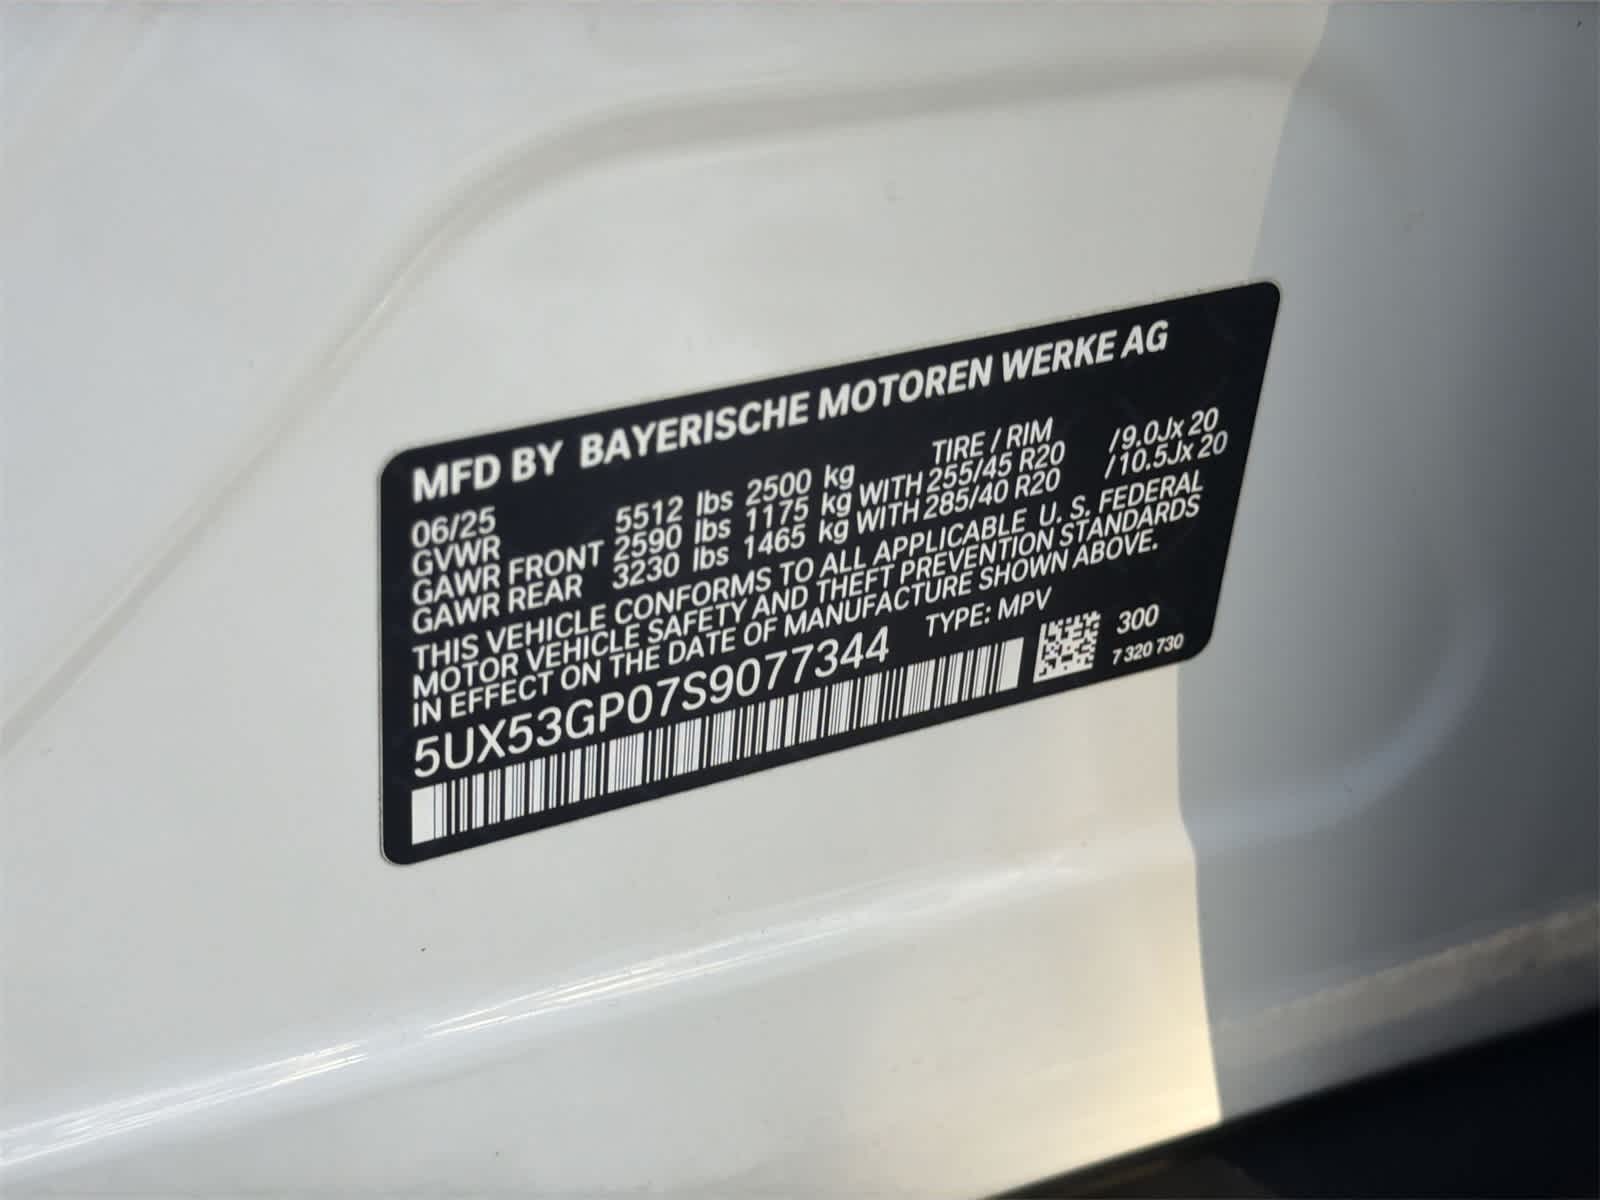 MFD BY BAYERISCHE MOTOREN WERKE AG
06/25 TIRE / RIM
GVWR 5512 lbs 2500 kg
GAWR FRONT 2590 lbs 1175 kg WITH 255/45 R20 /9.0Jx 20
GAWR REAR 3230 lbs 1465 kg WITH 285/40 R20 /10.5Jx 20
THIS VEHICLE CONFORMS TO ALL APPLICABLE U. S. FEDERAL
MOTOR VEHICLE SAFETY AND THEFT PREVENTION STANDARDS
IN EFFECT ON THE DATE OF MANUFACTURE SHOWN ABOVE.
5UX53GP07S9077344 TYPE: MPV
300
7 320 730